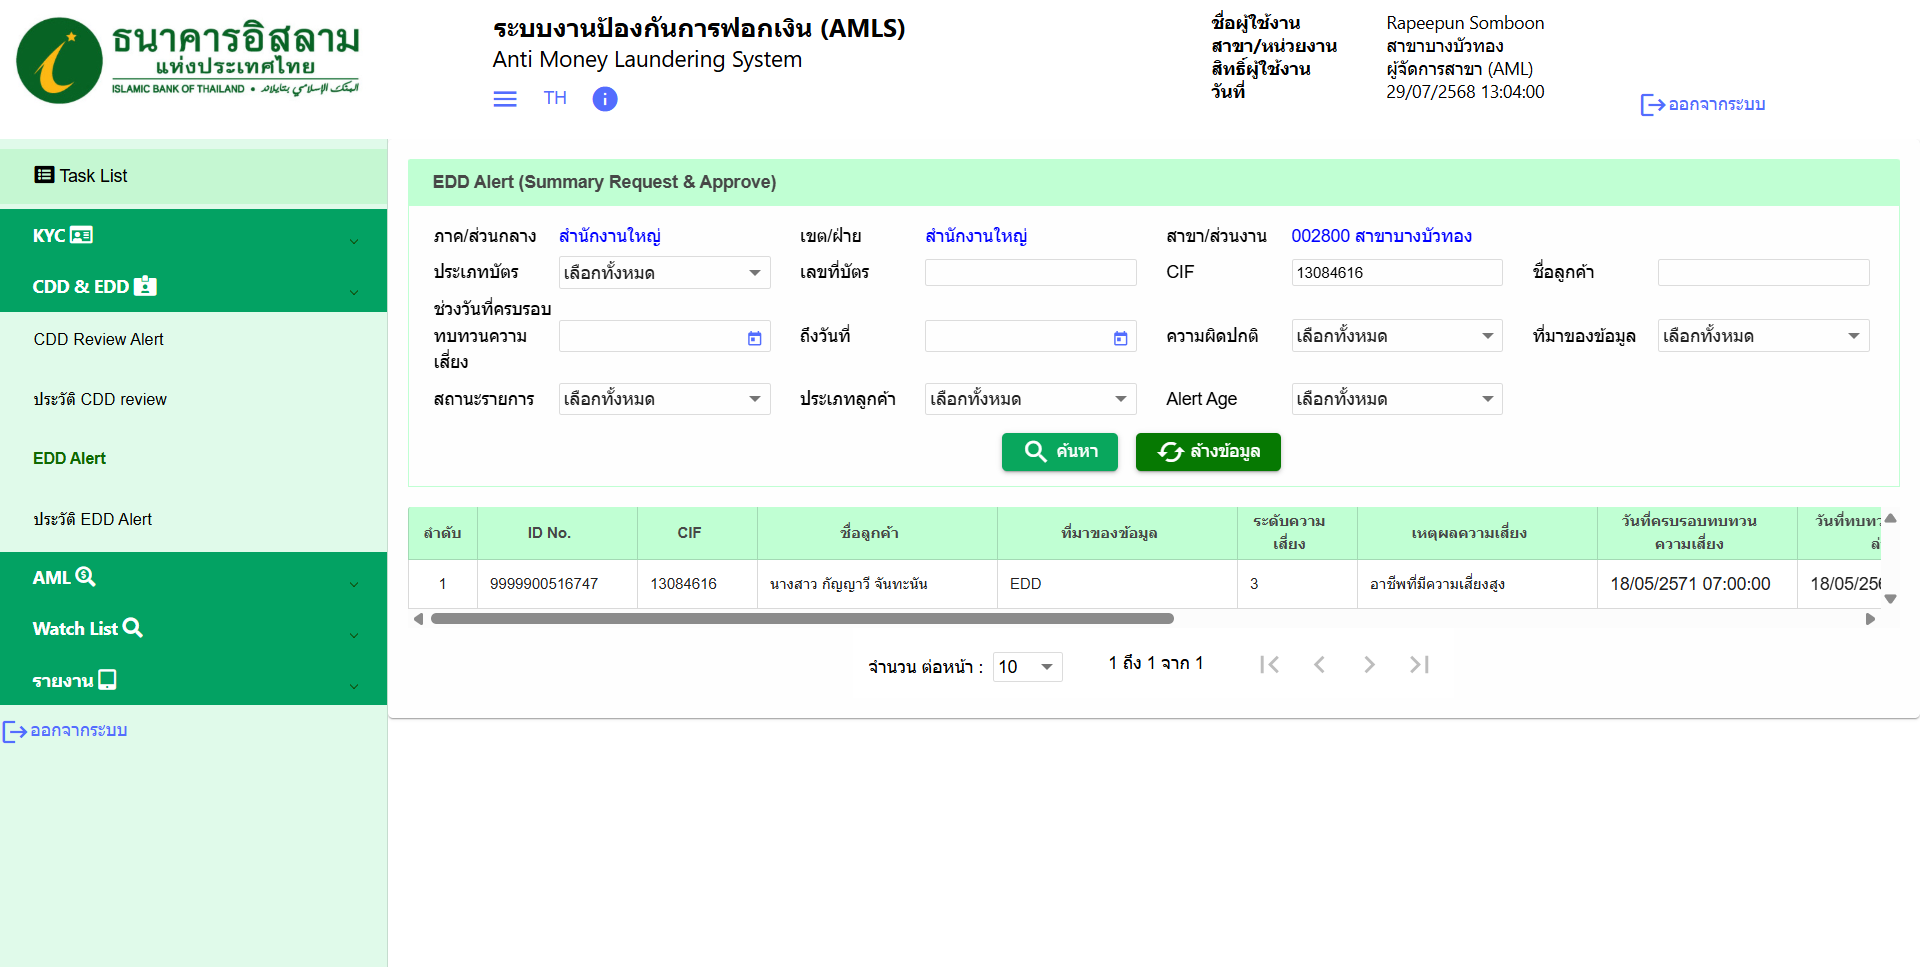 ธนาคารอิสลาม
แห่งประเทศไทย
ISLAMIC BANK OF THAILAND •
ระบบงานป้องกันการฟอกเงิน (AMLS)
Anti Money Laundering System
TH
ชื่อผู้ใช้งาน Rapeepun Somboon
สาขา/หน่วยงาน สาขาบางบัวทอง
สิทธิ์ผู้ใช้งาน ผู้จัดการสาขา (AML)
วันที่ 29/07/2568 13:04:00
ออกจากระบบ
Task List
KYC
CDD & EDD
CDD Review Alert
ประวัติ CDD review
EDD Alert
ประวัติ EDD Alert
AML
Watch List
รายงาน
ออกจากระบบ
EDD Alert (Summary Request & Approve)
ภาค/ส่วนกลาง สำนักงานใหญ่ เขต/ฝ่าย สำนักงานใหญ่ สาขา/ส่วนงาน 002800 สาขาบางบัวทอง
ประเภทบัตร เลือกทั้งหมด เลขที่บัตร CIF 13084616 ชื่อลูกค้า
ช่วงวันที่ครบรอบ
ทบทวนความ ถึงวันที่ ความผิดปกติ เลือกทั้งหมด ที่มาของข้อมูล เลือกทั้งหมด
เสี่ยง
สถานะรายการ เลือกทั้งหมด ประเภทลูกค้า เลือกทั้งหมด Alert Age เลือกทั้งหมด
ค้นหา ล้างข้อมูล
ลำดับ ID No. CIF ชื่อลูกค้า ที่มาของข้อมูล ระดับความ เหตุผลความเสี่ยง วันที่ครบรอบทบทวน วันที่ทบทว
เสี่ยง ความเสี่ยง ล่
1 9999900516747 13084616 นางสาว กัญญาวี จันทะนัน EDD 3 อาชีพที่มีความเสี่ยงสูง 18/05/2571 07:00:00 18/05/256
จำนวน ต่อหน้า : 10 1 ถึง 1 จาก 1